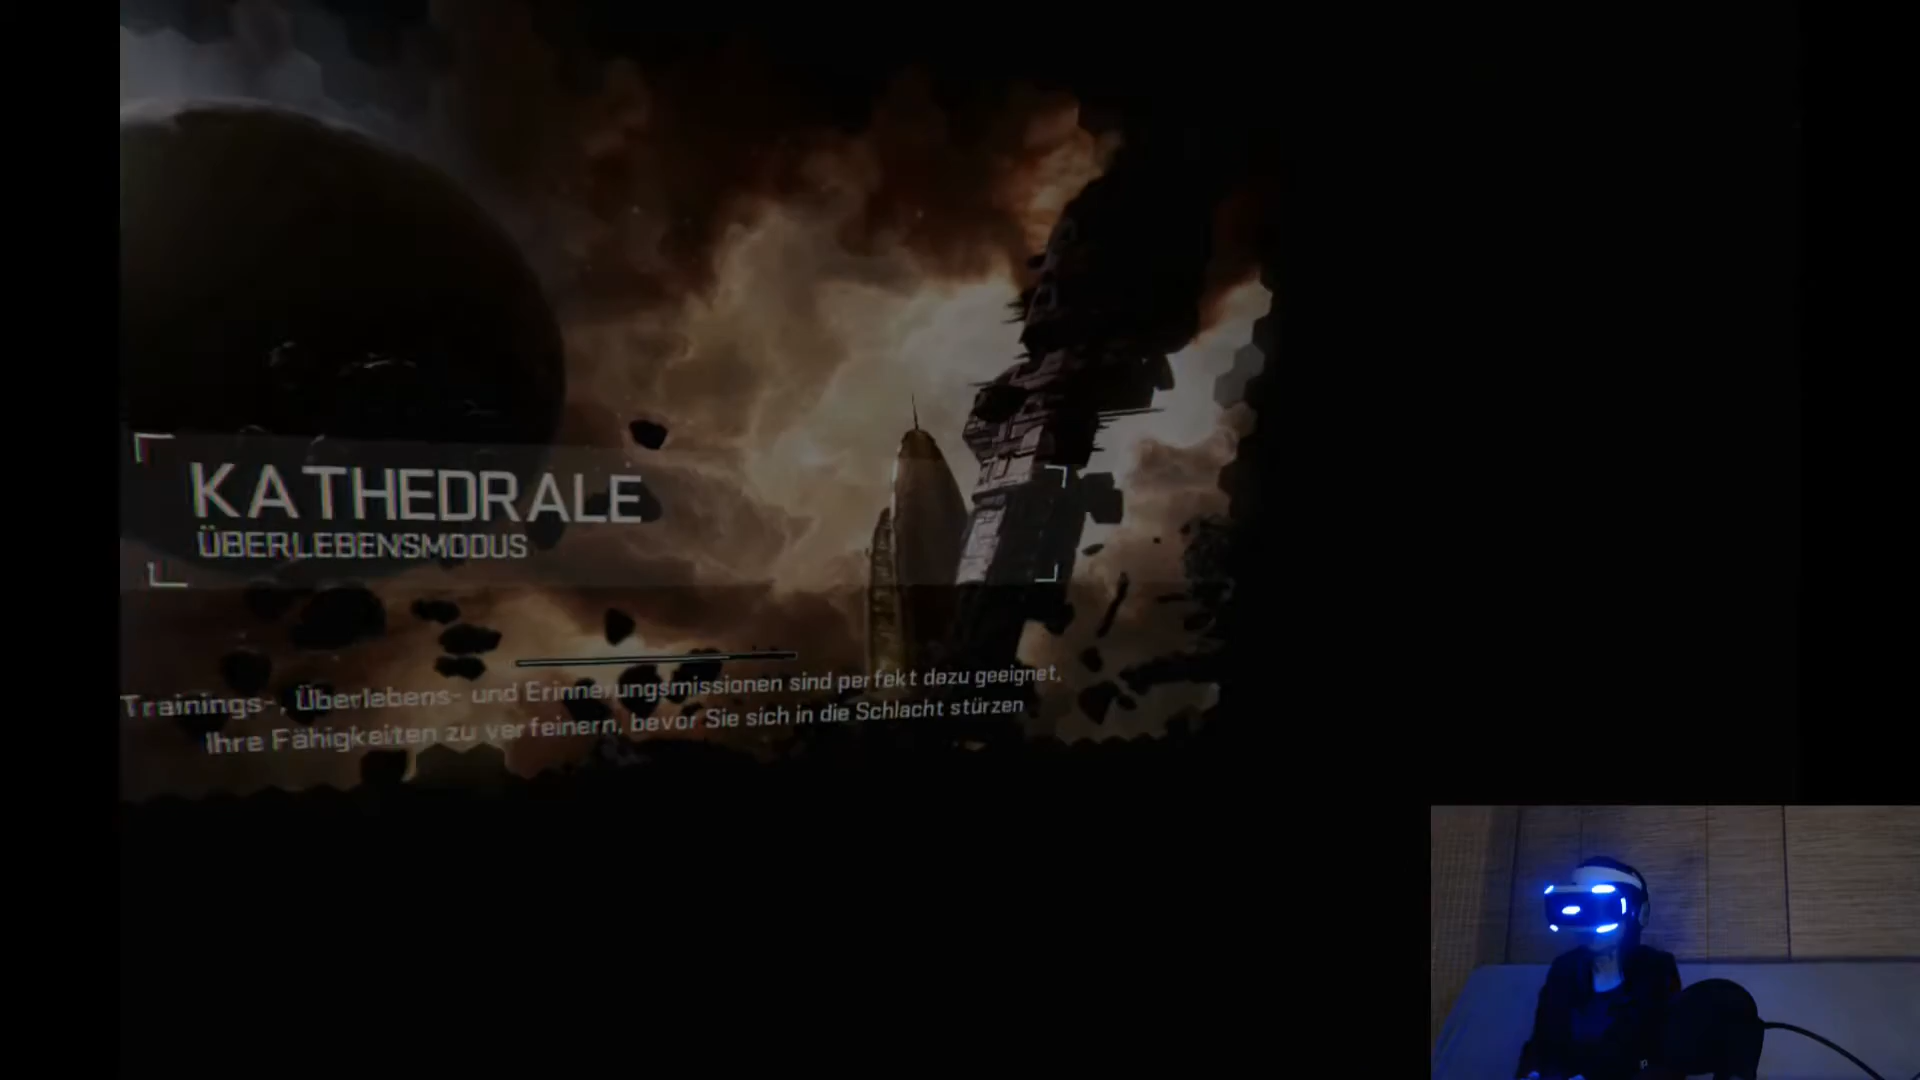 KATHEDRALE
ÜBERLEBENSMODUS
Trainings-, Überlebens- und Erinnerungsmissionen sind perfekt dazu geeignet,
Ihre Fähigkeiten zu verfeinern, bevor Sie sich in die Schlacht stürzen